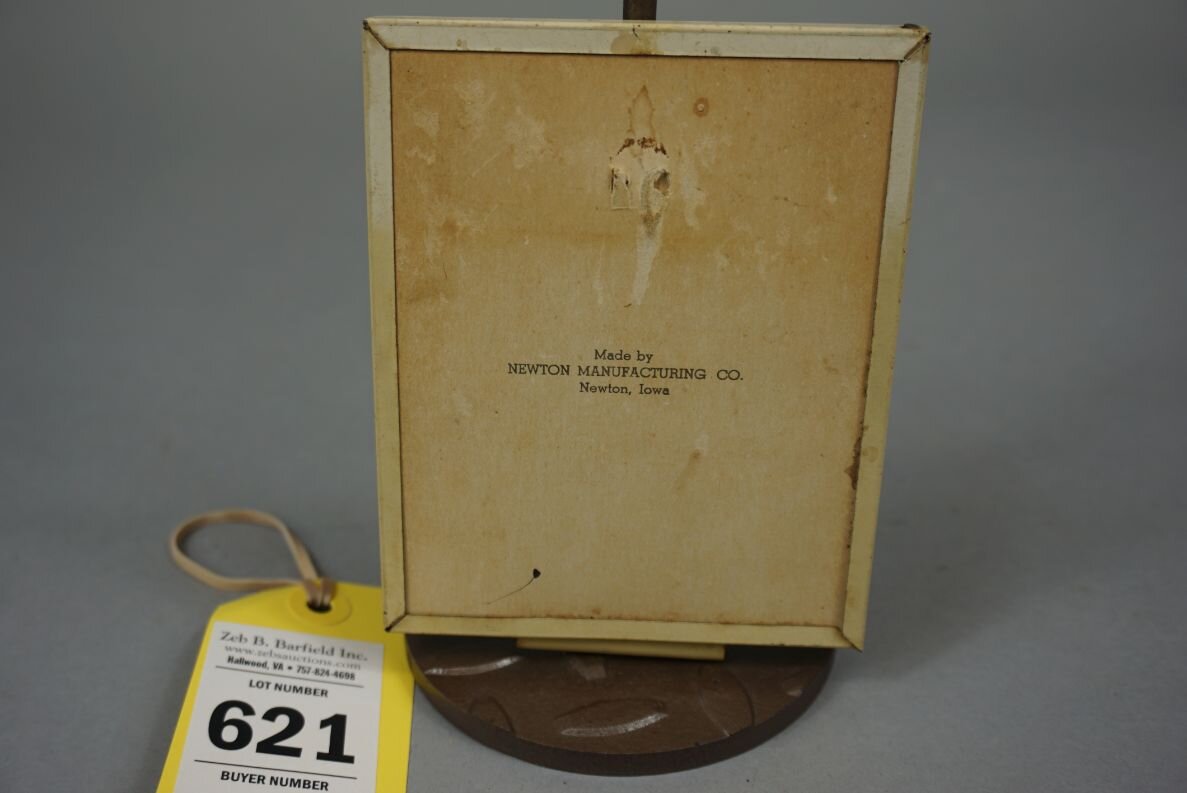 Made by
NEWTON MANUFACTURING CO.
Newton, Iowa
Zeb B. Barfield Inc.
www.zebsauctions.com
Hallwood, VA • 757-824-4698
LOT NUMBER
621
BUYER NUMBER